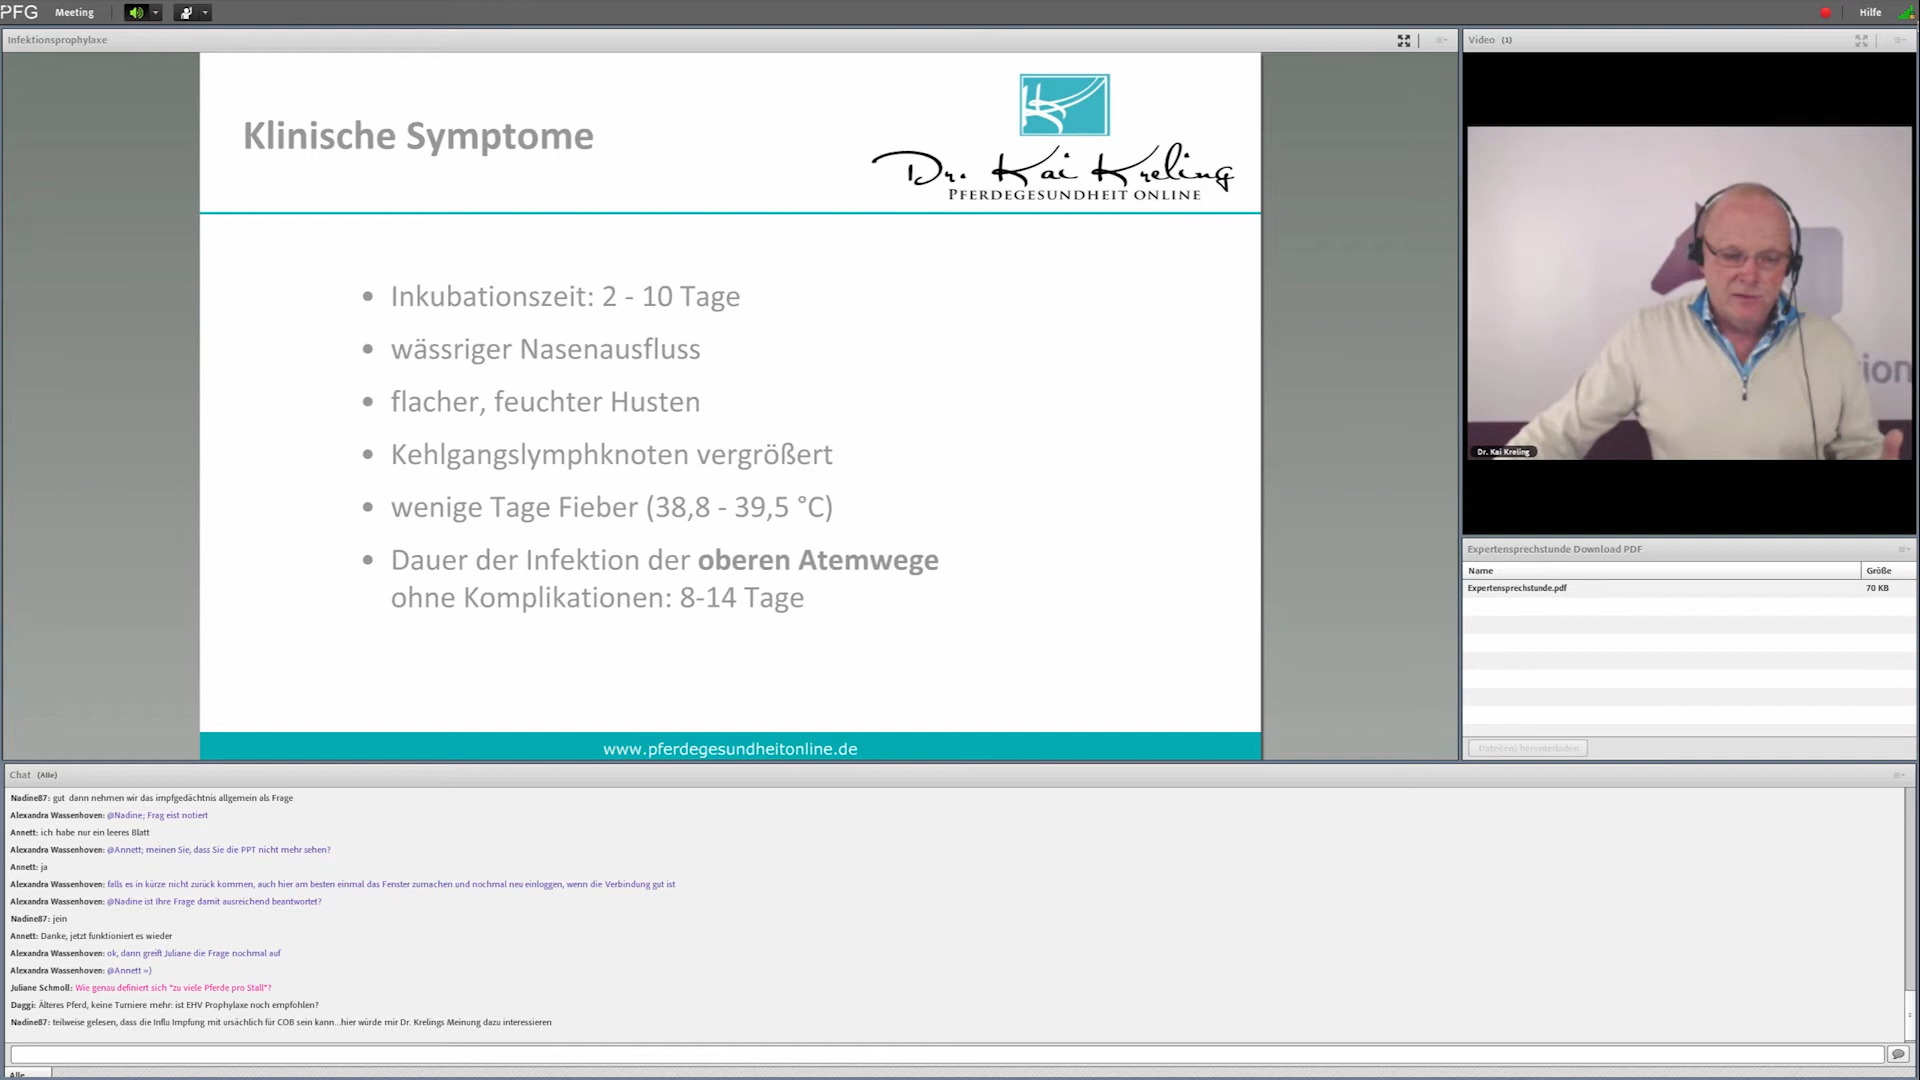 PFG Meeting Hilfe
Infektionsprophylaxe
Video (1)
Klinische Symptome
Dr. Kai Kreling
PFERDEGESUNDHEIT ONLINE
• Inkubationszeit: 2 - 10 Tage
• wässriger Nasenausfluss
• flacher, feuchter Husten
• Kehlgangslymphknoten vergrößert
• wenige Tage Fieber (38,8 - 39,5 °C)
• Dauer der Infektion der oberen Atemwege
ohne Komplikationen: 8-14 Tage
www.pferdegesundheitonline.de
ion
Dr. Kai Kreling
Expertensprechstunde Download PDF
Name Größe
Expertensprechstunde.pdf 70 KB
Datei(en) herunterladen
Chat (Alle)
Nadine87: gut dann nehmen wir das impfgedächtnis allgemein als Frage
Alexandra Wassenhoven: @Nadine; Frag eist notiert
Annett: ich habe nur ein leeres Blatt
Alexandra Wassenhoven: @Annett; meinen Sie, dass Sie die PPT nicht mehr sehen?
Annett: ja
Alexandra Wassenhoven: falls es in kürze nicht zurück kommen, auch hier am besten einmal das Fenster zumachen und nochmal neu einloggen, wenn die Verbindung gut ist
Alexandra Wassenhoven: @Nadine ist Ihre Frage damit ausreichend beantwortet?
Nadine87: jein
Annett: Danke, jetzt funktioniert es wieder
Alexandra Wassenhoven: ok, dann greift Juliane die Frage nochmal auf
Alexandra Wassenhoven: @Annett =)
Juliane Schmoll: Wie genau definiert sich "zu viele Pferde pro Stall"?
Daggi: Älteres Pferd, keine Turniere mehr: ist EHV Prophylaxe noch empfohlen?
Nadine87: teilweise gelesen, dass die Influ Impfung mit ursächlich für COB sein kann...hier würde mir Dr. Krelings Meinung dazu interessieren
Alle